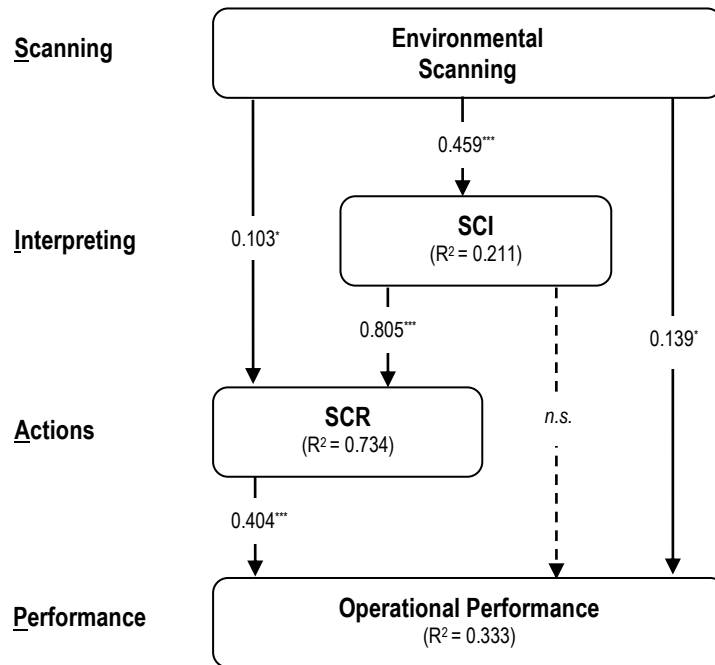 Scanning
Environmental
Scanning
0.459***
Interpreting
SCI
(R² = 0.211)
0.103*
0.805***
0.139*
Actions
SCR
(R² = 0.734)
n.s.
0.404***
Performance
Operational Performance
(R² = 0.333)